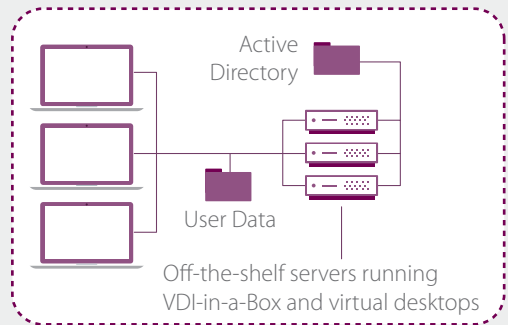 Active
Directory
User Data
Off-the-shelf servers running
VDI-in-a-Box and virtual desktops